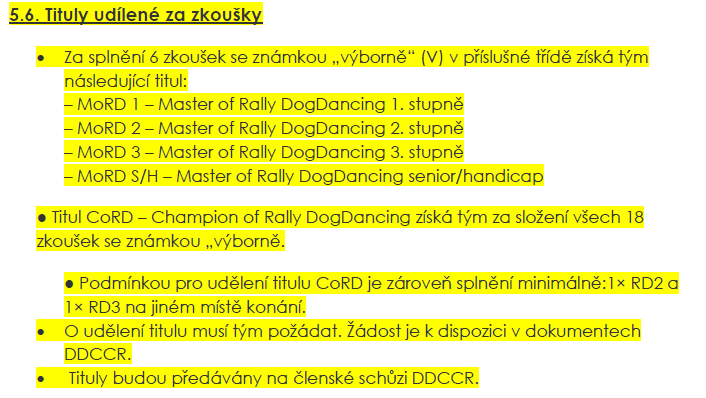 5.6. Tituly udílené za zkoušky
• Za splnění 6 zkoušek se známkou „výborně“ (V) v příslušné třídě získá tým
následující titul:
– MoRD 1 – Master of Rally DogDancing 1. stupně
– MoRD 2 – Master of Rally DogDancing 2. stupně
– MoRD 3 – Master of Rally DogDancing 3. stupně
– MoRD S/H – Master of Rally DogDancing senior/handicap
● Titul CoRD – Champion of Rally DogDancing získá tým za složení všech 18
zkoušek se známkou „výborně.
● Podmínkou pro udělení titulu CoRD je zároveň splnění minimálně:1× RD2 a
1× RD3 na jiném místě konání.
• O udělení titulu musí tým požádat. Žádost je k dispozici v dokumentech
DDCCR.
• Tituly budou předávány na členské schůzi DDCCR.